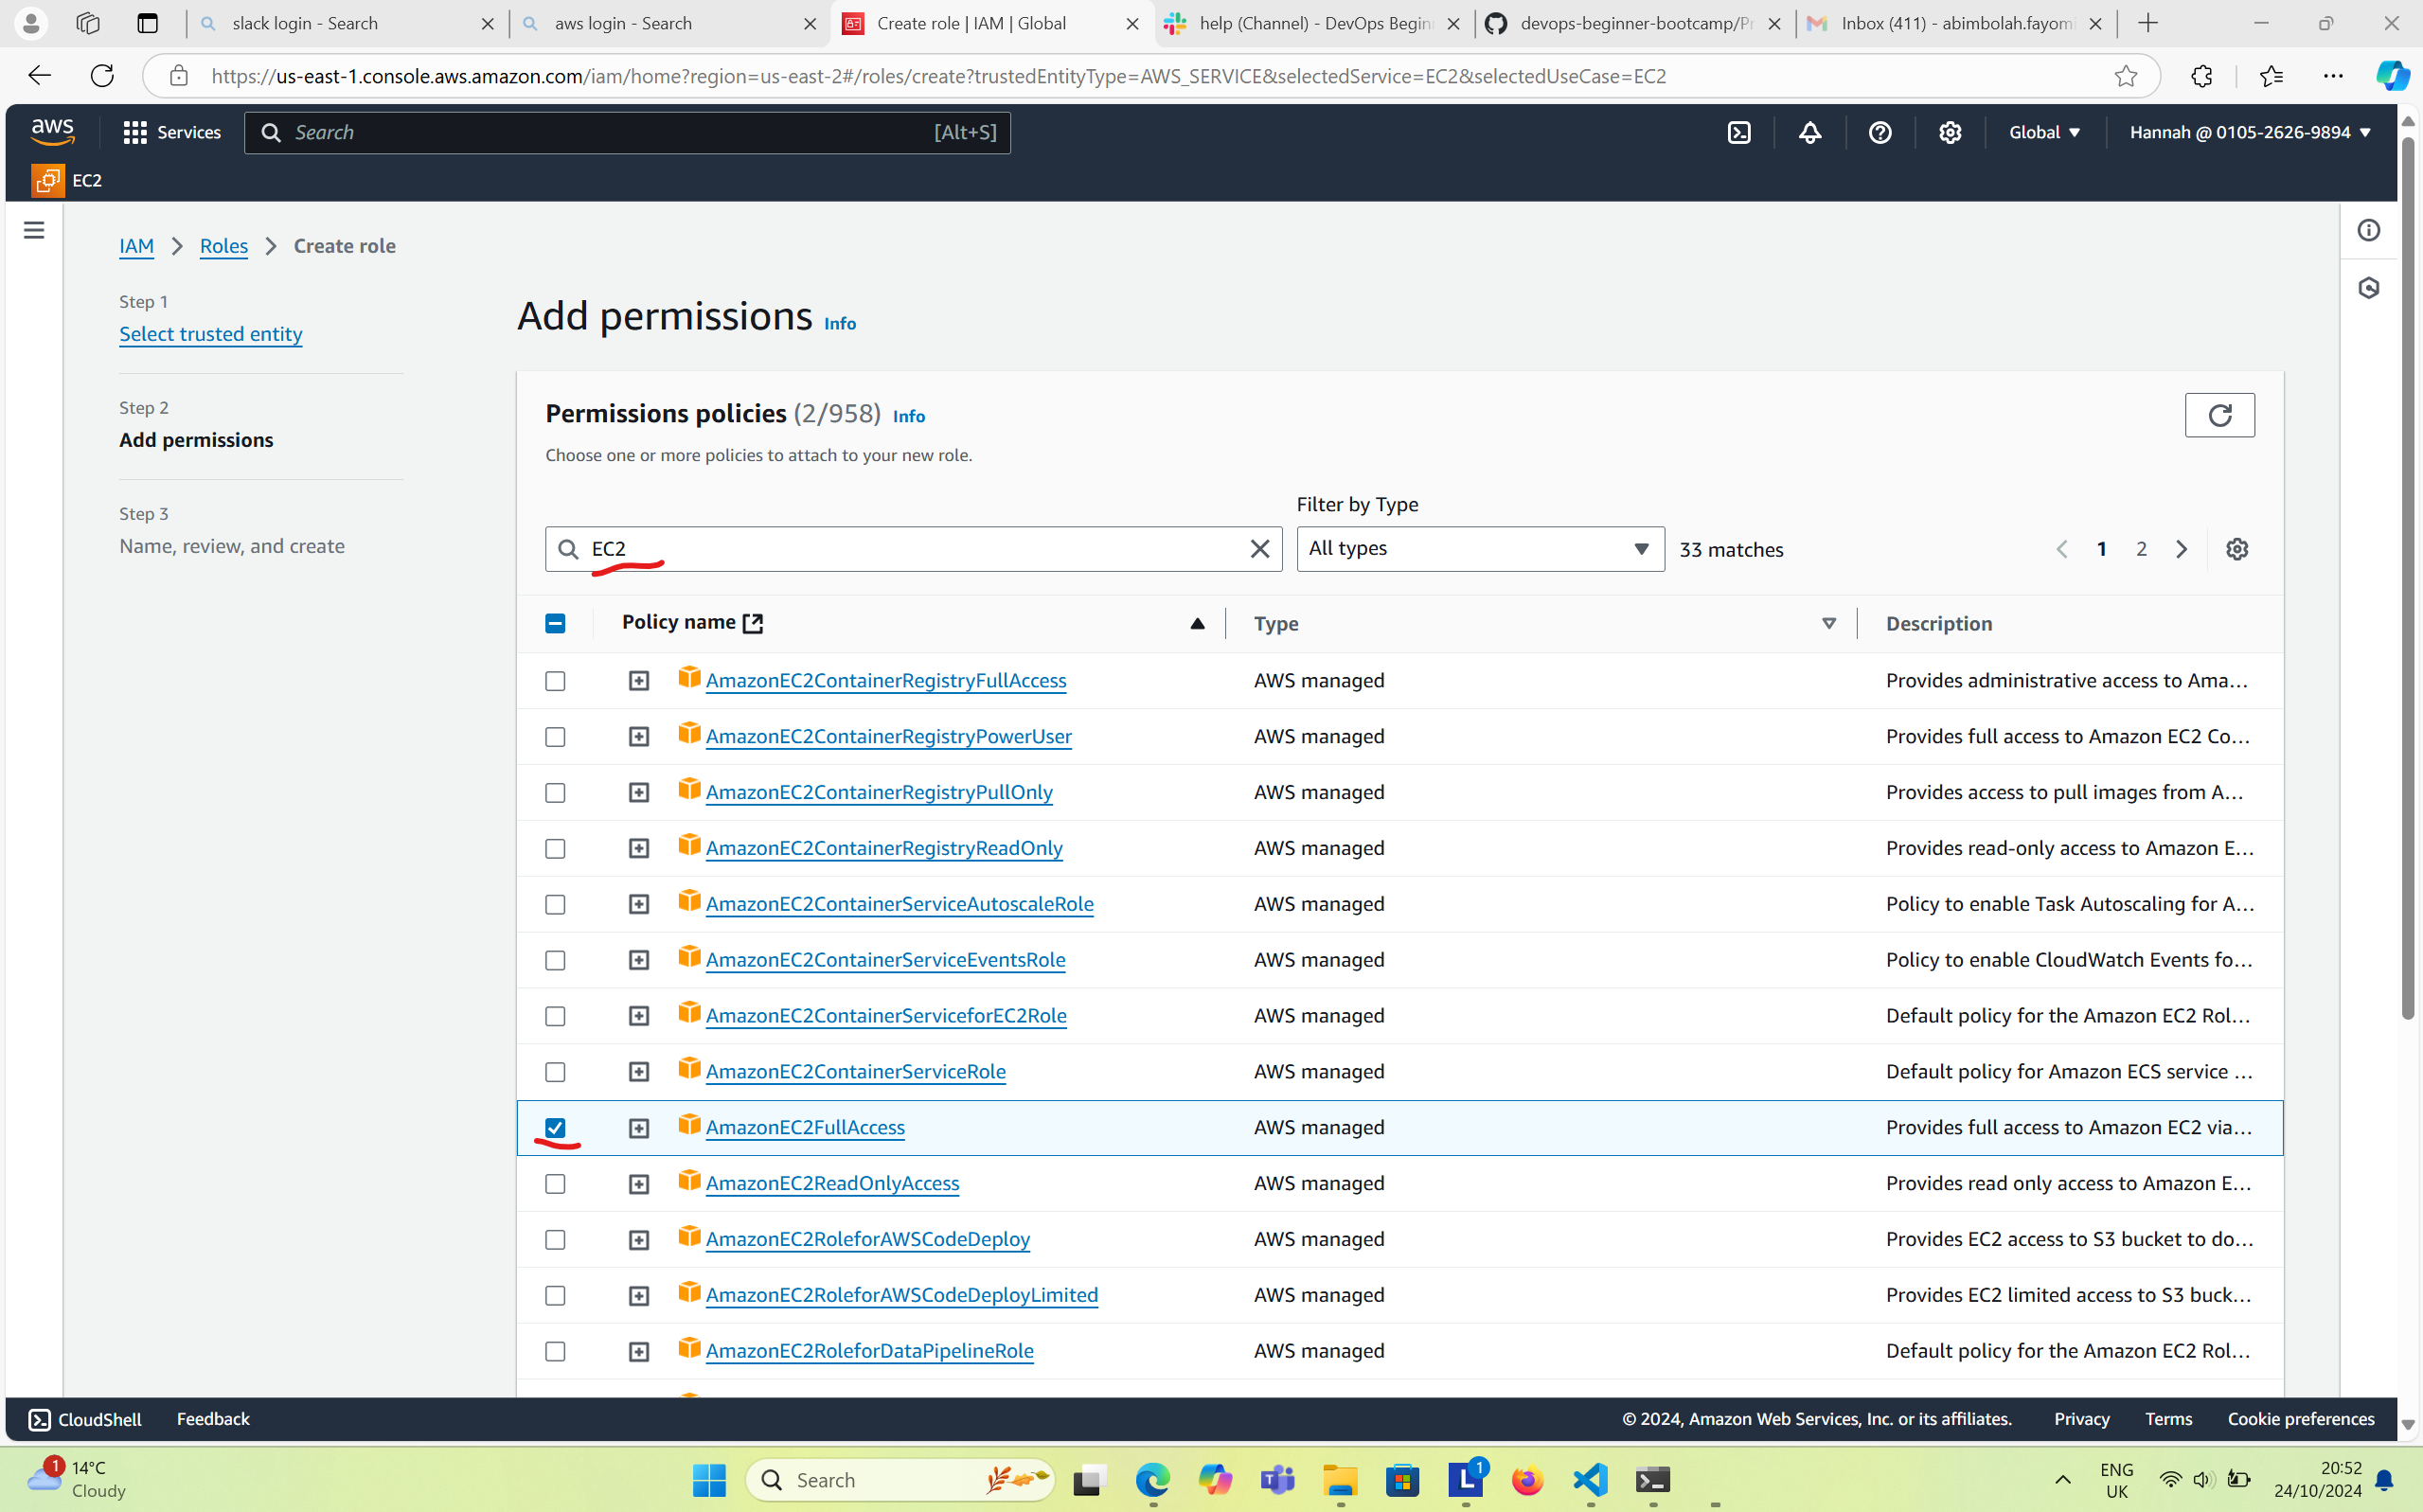 slack login - Search
aws login - Search
Create role | IAM | Global
help (Channel) - DevOps Begin
devops-beginner-bootcamp/Pr
Inbox (411) - abimbolah.fayom
https://us-east-1.console.aws.amazon.com/iam/home?region=us-east-2#/roles/create?trustedEntityType=AWS_SERVICE&selectedService=EC2&selectedUseCase=EC2
aws
Services
Search
[Alt+S]
Global
Hannah @ 0105-2626-9894
EC2
IAM > Roles > Create role
Step 1
Select trusted entity
Step 2
Add permissions
Step 3
Name, review, and create
Add permissions Info
Permissions policies (2/958) Info
Choose one or more policies to attach to your new role.
Filter by Type
EC2
All types
33 matches
1 2
Policy name Type Description
AmazonEC2ContainerRegistryFullAccess AWS managed Provides administrative access to Ama...
AmazonEC2ContainerRegistryPowerUser AWS managed Provides full access to Amazon EC2 Co...
AmazonEC2ContainerRegistryPullOnly AWS managed Provides access to pull images from A...
AmazonEC2ContainerRegistryReadOnly AWS managed Provides read-only access to Amazon E...
AmazonEC2ContainerServiceAutoscaleRole AWS managed Policy to enable Task Autoscaling for A...
AmazonEC2ContainerServiceEventsRole AWS managed Policy to enable CloudWatch Events fo...
AmazonEC2ContainerServiceforEC2Role AWS managed Default policy for the Amazon EC2 Rol...
AmazonEC2ContainerServiceRole AWS managed Default policy for Amazon ECS service ...
AmazonEC2FullAccess AWS managed Provides full access to Amazon EC2 via...
AmazonEC2ReadOnlyAccess AWS managed Provides read only access to Amazon E...
AmazonEC2RoleforAWSCodeDeploy AWS managed Provides EC2 access to S3 bucket to do...
AmazonEC2RoleforAWSCodeDeployLimited AWS managed Provides EC2 limited access to S3 buck...
AmazonEC2RoleforDataPipelineRole AWS managed Default policy for the Amazon EC2 Rol...
CloudShell
Feedback
© 2024, Amazon Web Services, Inc. or its affiliates.
Privacy
Terms
Cookie preferences
1
14°C
Cloudy
Search
T
L
1
ENG
UK
20:52
24/10/2024